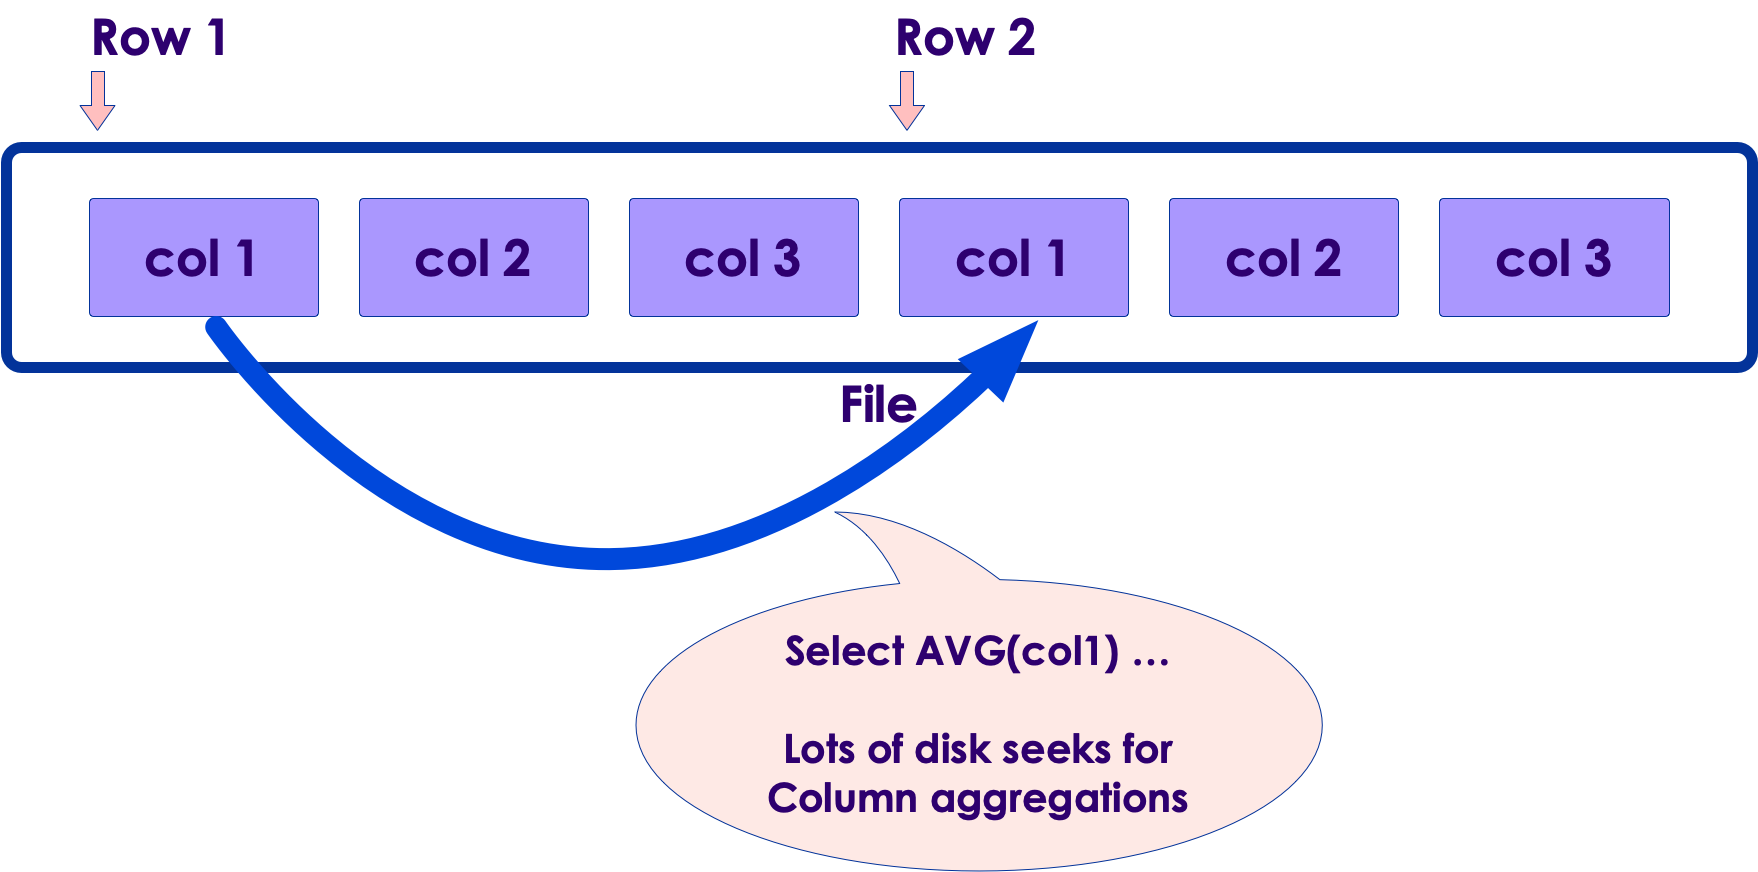 Row 1
Row 2
col 1
col 2
col 3
col 1
col 2
col 3
File
Select AVG(col1) ...
Lots of disk seeks for
Column aggregations